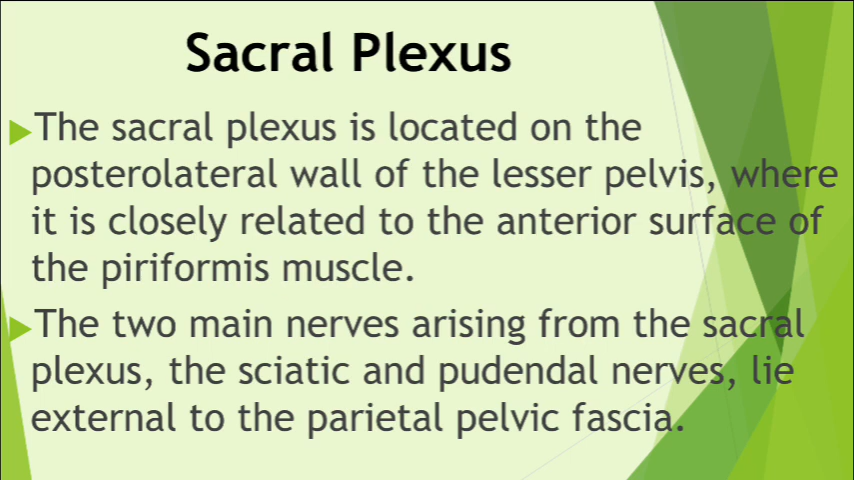 Sacral Plexus
The sacral plexus is located on the
posterolateral wall of the lesser pelvis, where
it is closely related to the anterior surface of
the piriformis muscle.
The two main nerves arising from the sacral
plexus, the sciatic and pudendal nerves, lie
external to the parietal pelvic fascia.